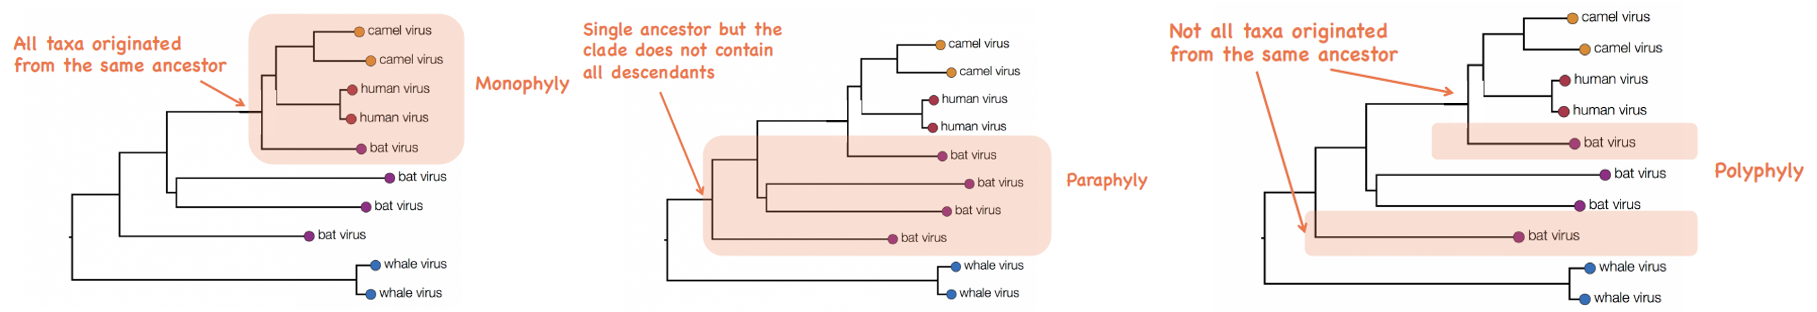 All taxa originated
from the same ancestor
camel virus
camel virus
human virus
human virus
bat virus
bat virus
bat virus
bat virus
whale virus
whale virus
Monophyly
Single ancestor but the
clade does not contain
all descendants
camel virus
camel virus
human virus
human virus
bat virus
bat virus
bat virus
bat virus
whale virus
whale virus
Paraphyly
Not all taxa originated
from the same ancestor
camel virus
camel virus
human virus
human virus
bat virus
bat virus
bat virus
bat virus
whale virus
whale virus
Polyphyly